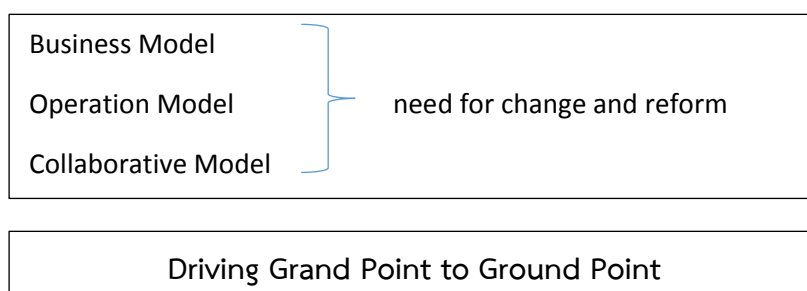 Business Model
Operation Model need for change and reform
Collaborative Model
Driving Grand Point to Ground Point